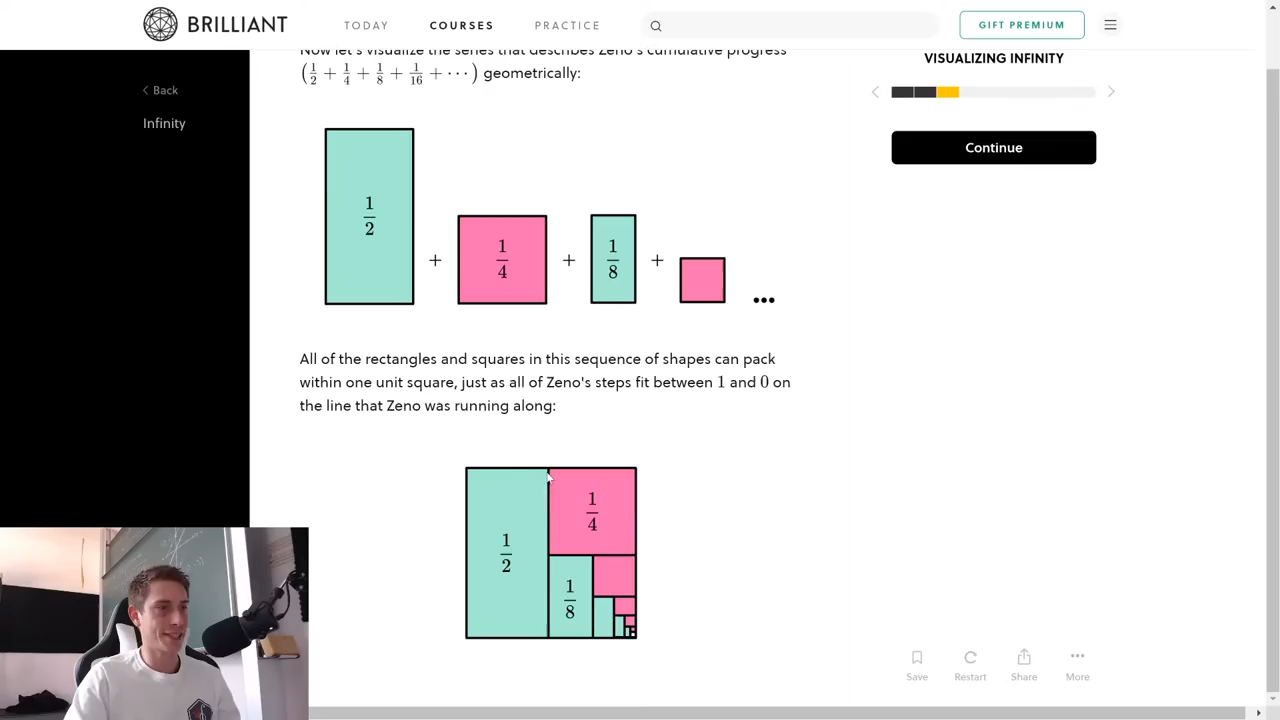 BRILLIANT
TODAY
COURSES
PRACTICE
GIFT PREMIUM
Back
Infinity
Now let's visualize the series that describes Zeno's cumulative progress
(1/2 + 1/4 + 1/8 + 1/16 + ⋯) geometrically:
1/2 + 1/4 + 1/8 + •••
All of the rectangles and squares in this sequence of shapes can pack
within one unit square, just as all of Zeno's steps fit between 1 and 0 on
the line that Zeno was running along:
1/2
1/4
1/8
VISUALIZING INFINITY
Continue
Save
Restart
Share
More